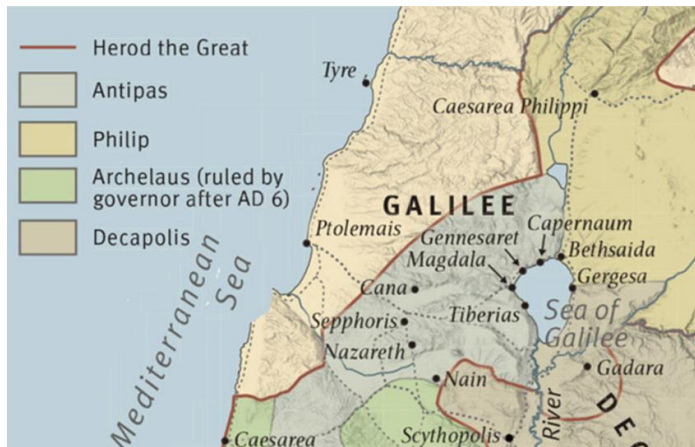 Herod the Great
Antipas
Philip
Archelaus (ruled by
governor after AD 6)
Decapolis
Mediterranean
Sea
Tyre
Caesarea Philippi
GALILEE
Ptolemais
Capernaum
Gennesaret
Magdala
Bethsaida
Gergesa
Cana
Tiberias
Sea of
Galilee
Sepphoris
Nazareth
Nain
Gadara
River
DEC
Scythopolis
Caesarea